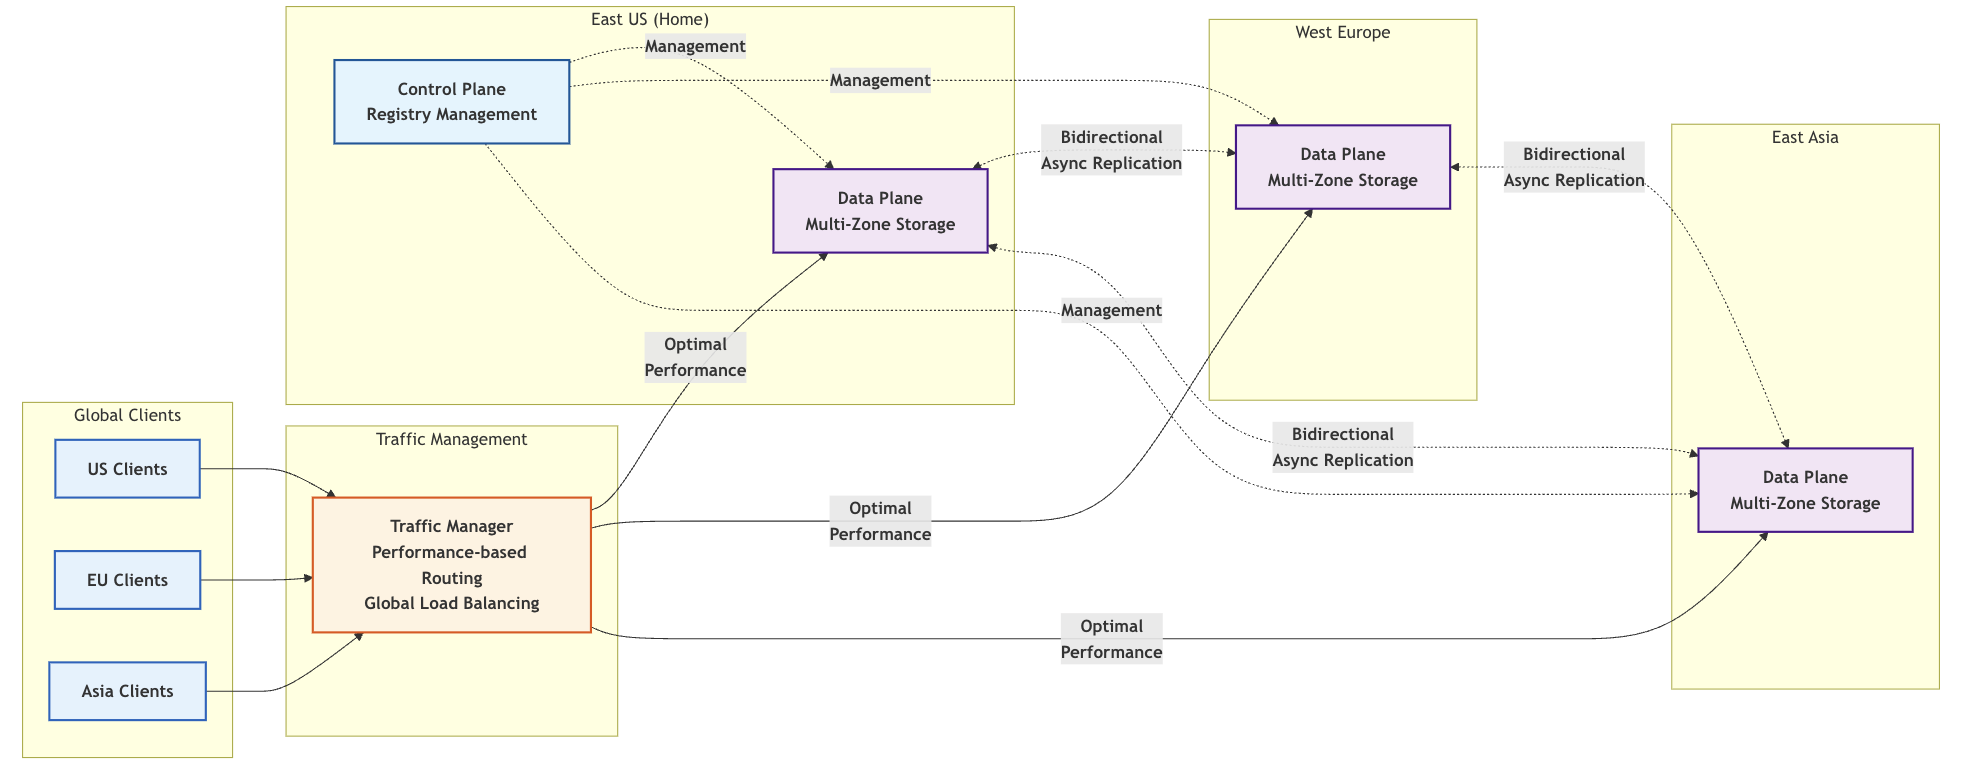 East US (Home)
Management
Control Plane
Registry Management
Management
Data Plane
Multi-Zone Storage
Bidirectional
Async Replication
West Europe
Data Plane
Multi-Zone Storage
Bidirectional
Async Replication
East Asia
Management
Optimal
Performance
Global Clients
US Clients
EU Clients
Asia Clients
Traffic Management
Traffic Manager
Performance-based
Routing
Global Load Balancing
Optimal
Performance
Bidirectional
Async Replication
Data Plane
Multi-Zone Storage
Optimal
Performance